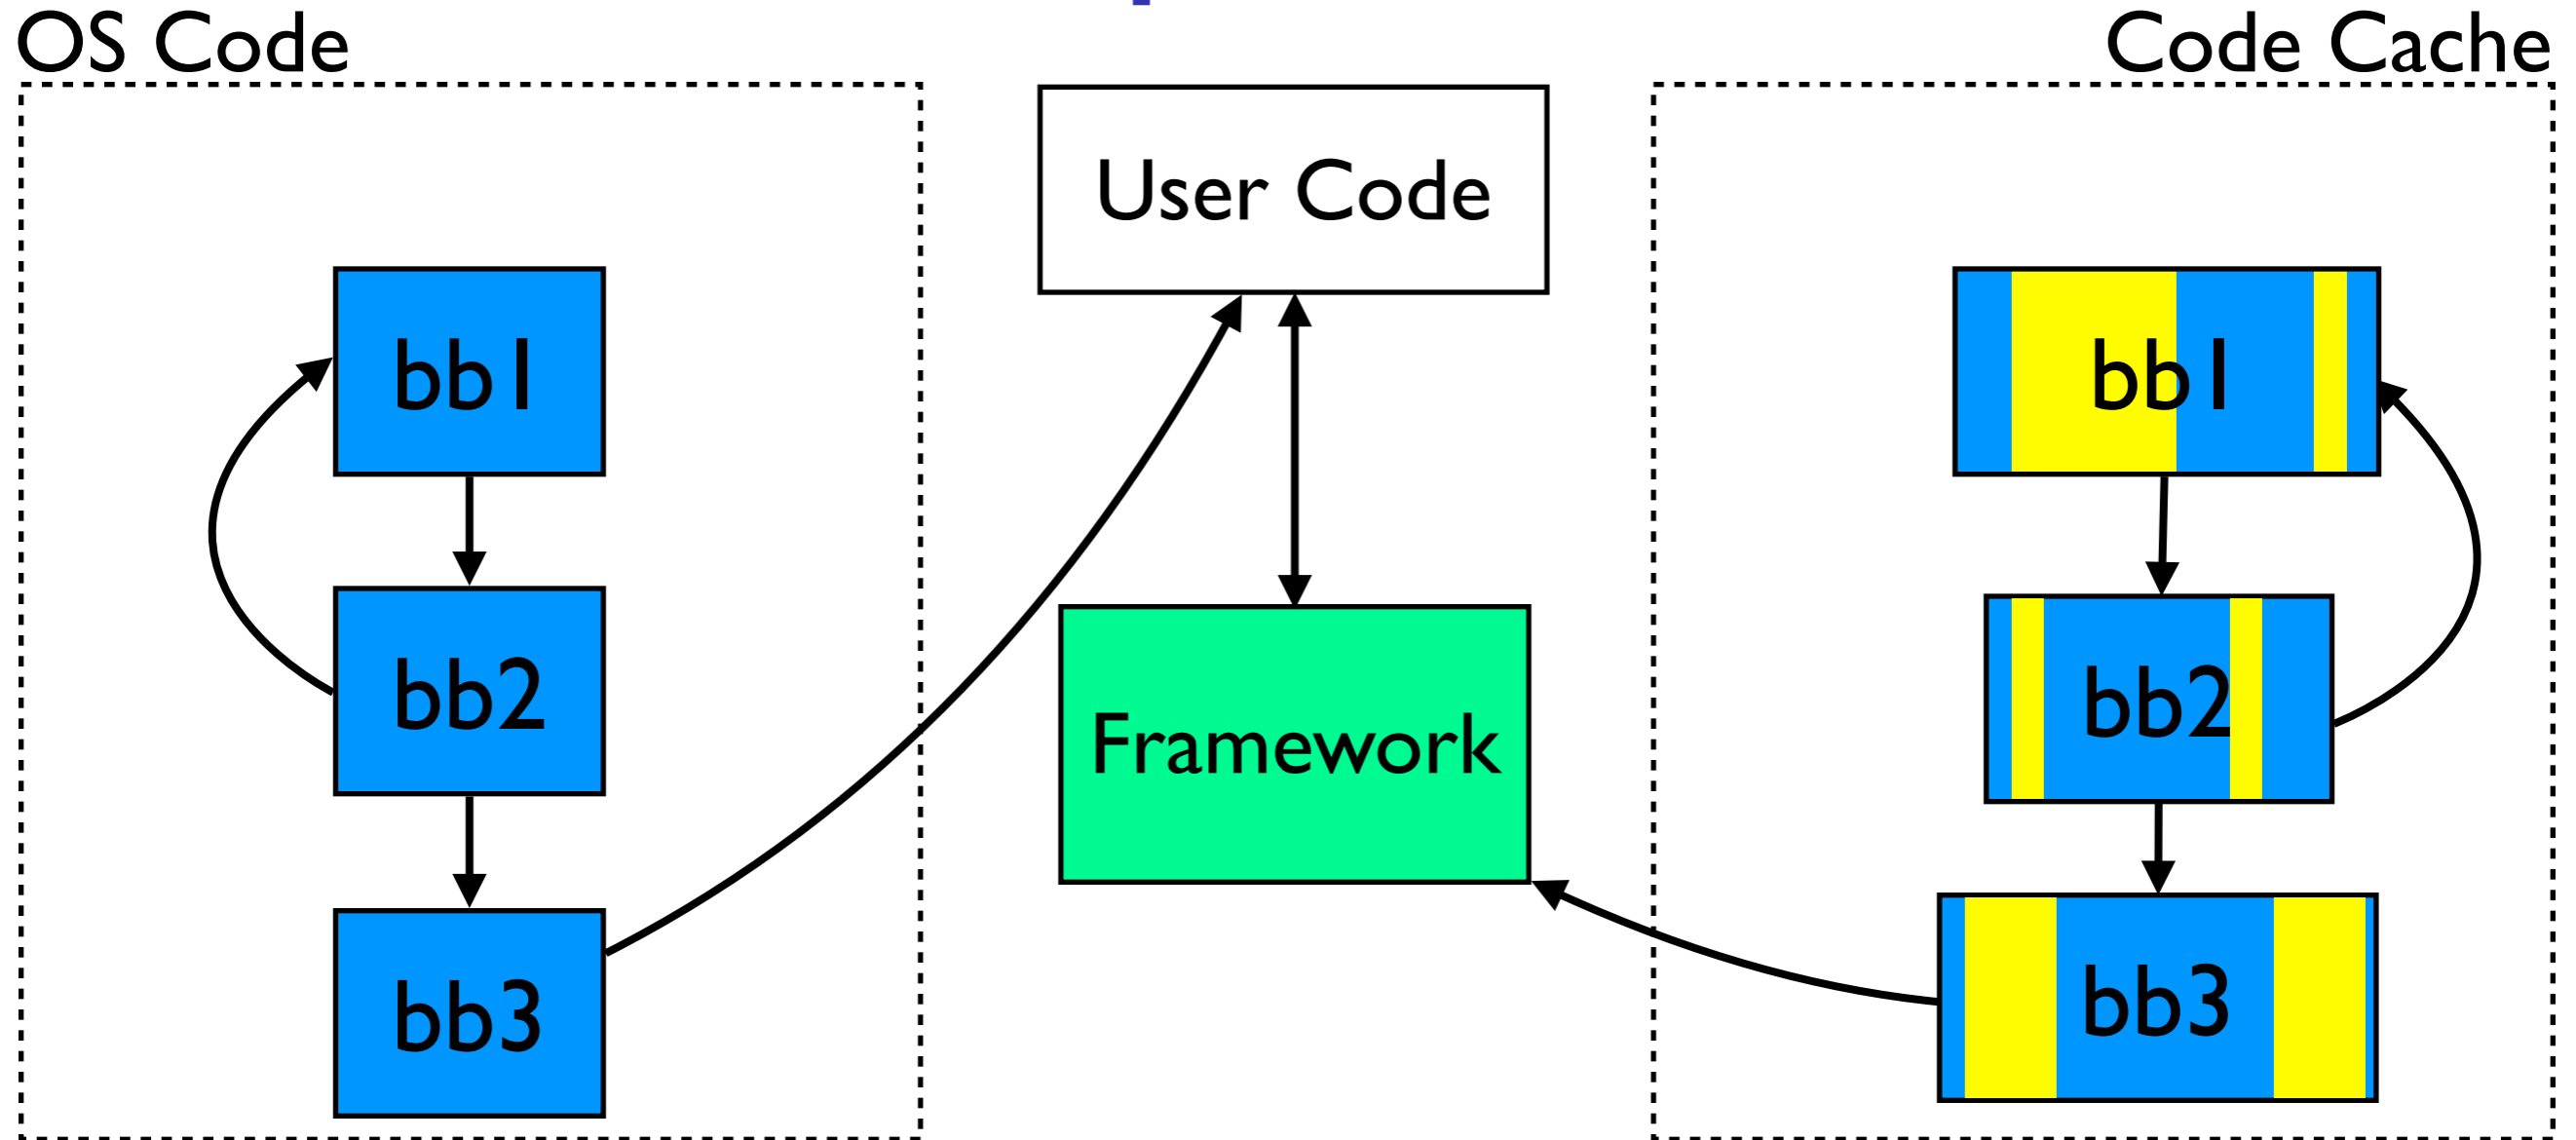 OS Code
Code Cache
User Code
bb1
bb2
bb3
Framework
bb1
bb2
bb3